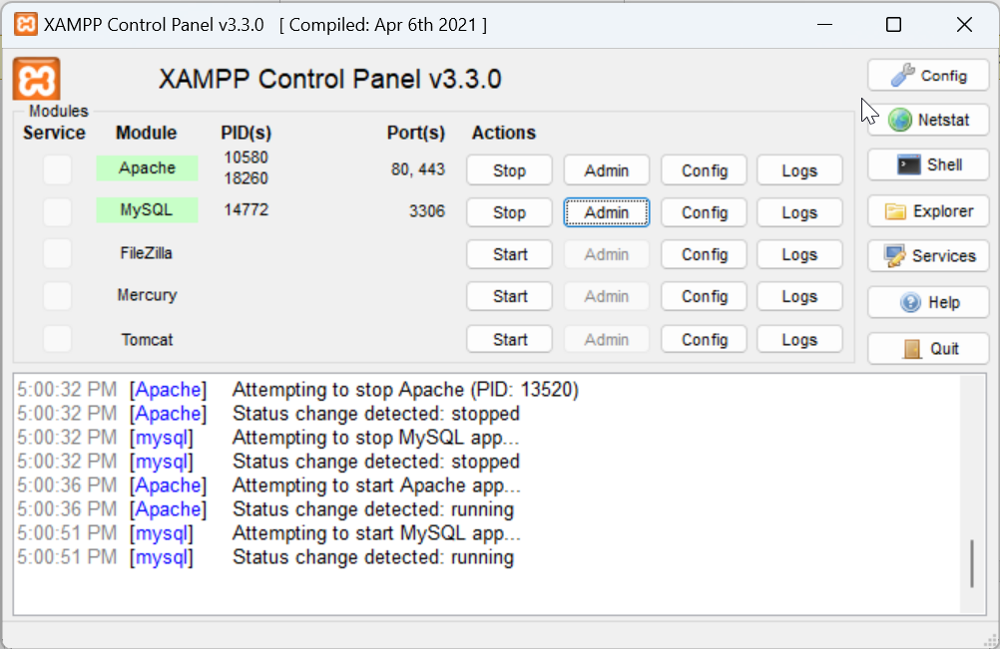 XAMPP Control Panel v3.3.0 [ Compiled: Apr 6th 2021 ]
XAMPP Control Panel v3.3.0
Config
Modules
Service Module PID(s) Port(s) Actions
Netstat
Apache 10580 18260 80, 443 Stop Admin Config Logs
Shell
MySQL 14772 3306 Stop Admin Config Logs
Explorer
FileZilla Start Admin Config Logs
Services
Mercury Start Admin Config Logs
Help
Tomcat Start Admin Config Logs
Quit
5:00:32 PM [Apache] Attempting to stop Apache (PID: 13520)
5:00:32 PM [Apache] Status change detected: stopped
5:00:32 PM [mysql] Attempting to stop MySQL app...
5:00:32 PM [mysql] Status change detected: stopped
5:00:36 PM [Apache] Attempting to start Apache app...
5:00:36 PM [Apache] Status change detected: running
5:00:51 PM [mysql] Attempting to start MySQL app...
5:00:51 PM [mysql] Status change detected: running